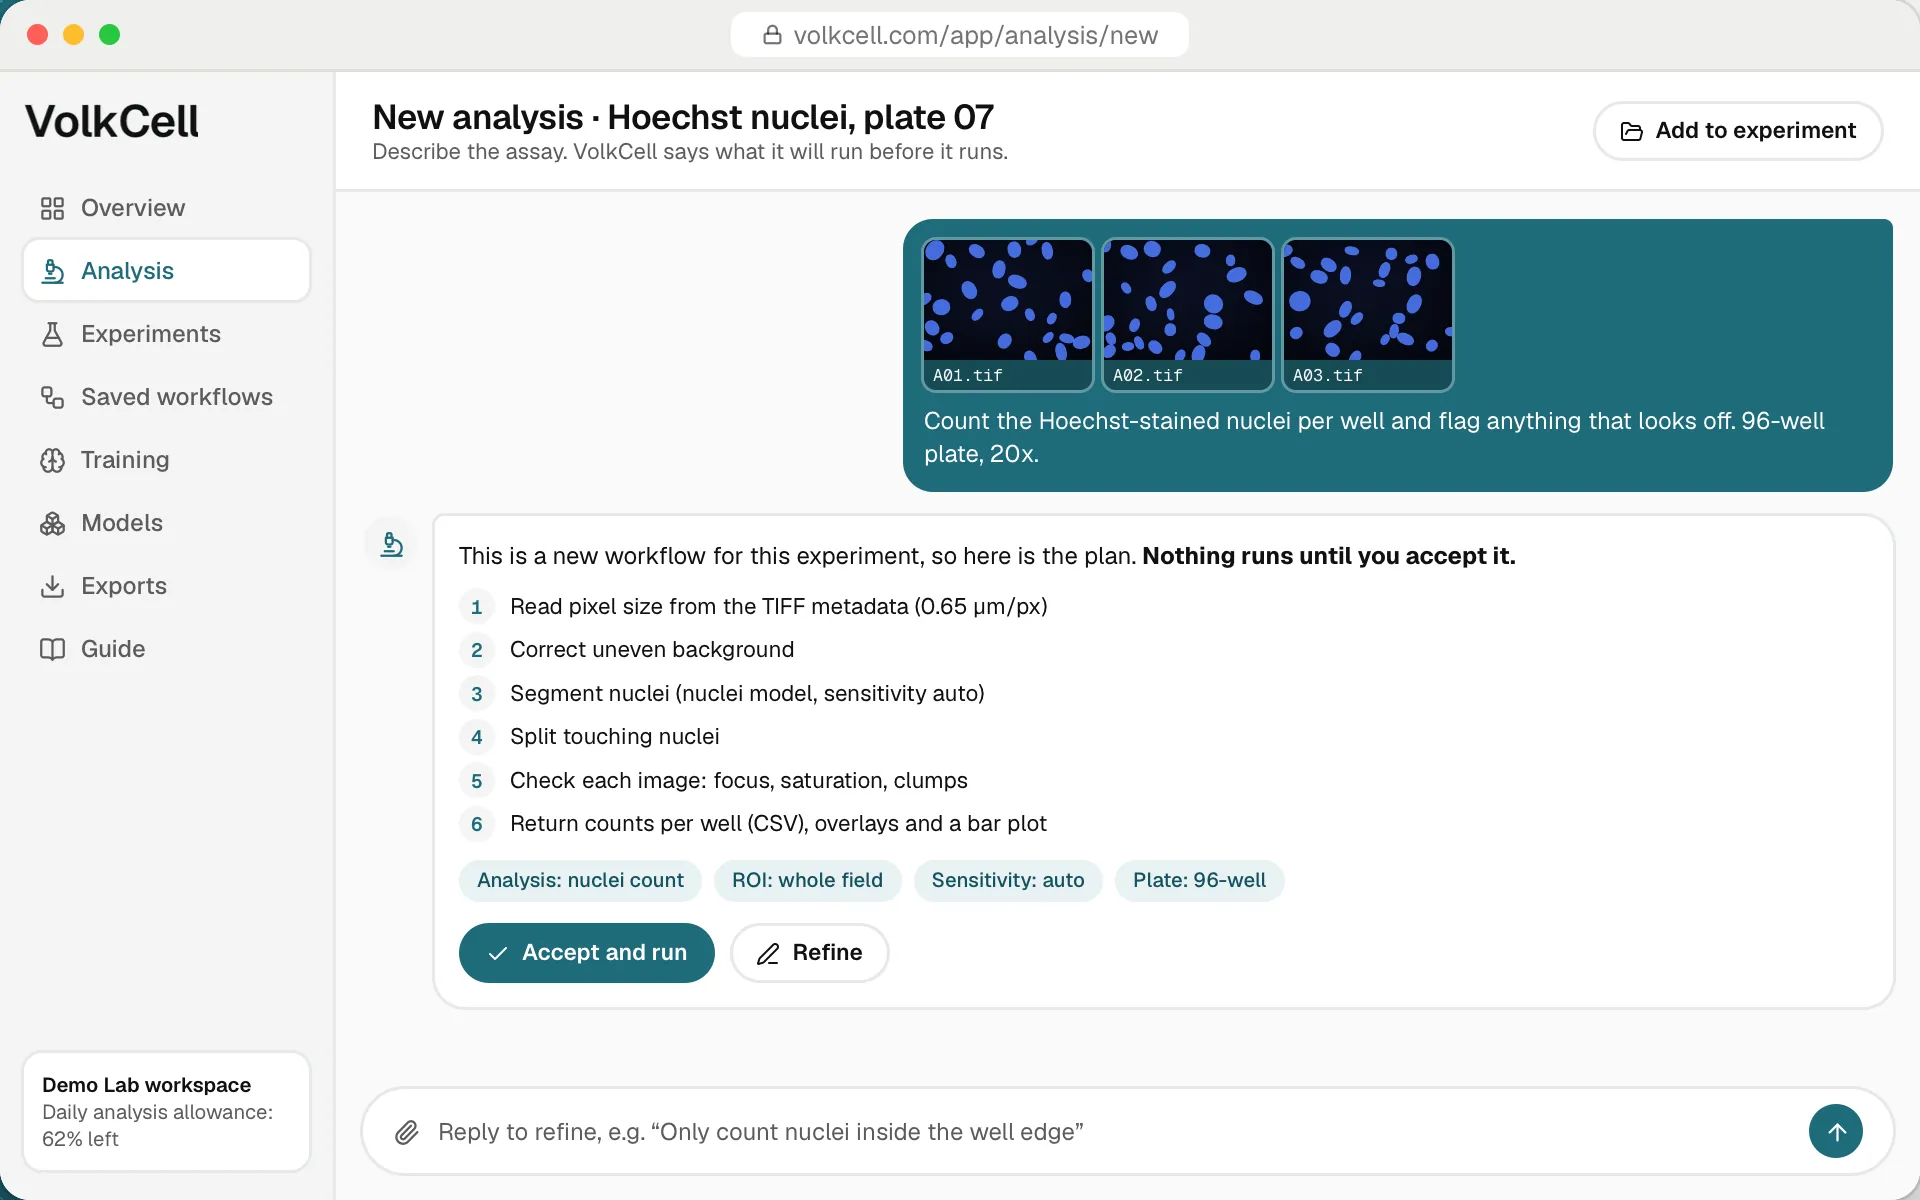 volkcell.com/app/analysis/new
VolkCell
Overview
Analysis
Experiments
Saved workflows
Training
Models
Exports
Guide
Demo Lab workspace
Daily analysis allowance:
62% left
New analysis · Hoechst nuclei, plate 07
Describe the assay. VolkCell says what it will run before it runs.
Add to experiment
A01.tif
A02.tif
A03.tif
Count the Hoechst-stained nuclei per well and flag anything that looks off. 96-well
plate, 20x.
This is a new workflow for this experiment, so here is the plan. Nothing runs until you accept it.
1 Read pixel size from the TIFF metadata (0.65 µm/px)
2 Correct uneven background
3 Segment nuclei (nuclei model, sensitivity auto)
4 Split touching nuclei
5 Check each image: focus, saturation, clumps
6 Return counts per well (CSV), overlays and a bar plot
Analysis: nuclei count
ROI: whole field
Sensitivity: auto
Plate: 96-well
Accept and run
Refine
Reply to refine, e.g. “Only count nuclei inside the well edge”